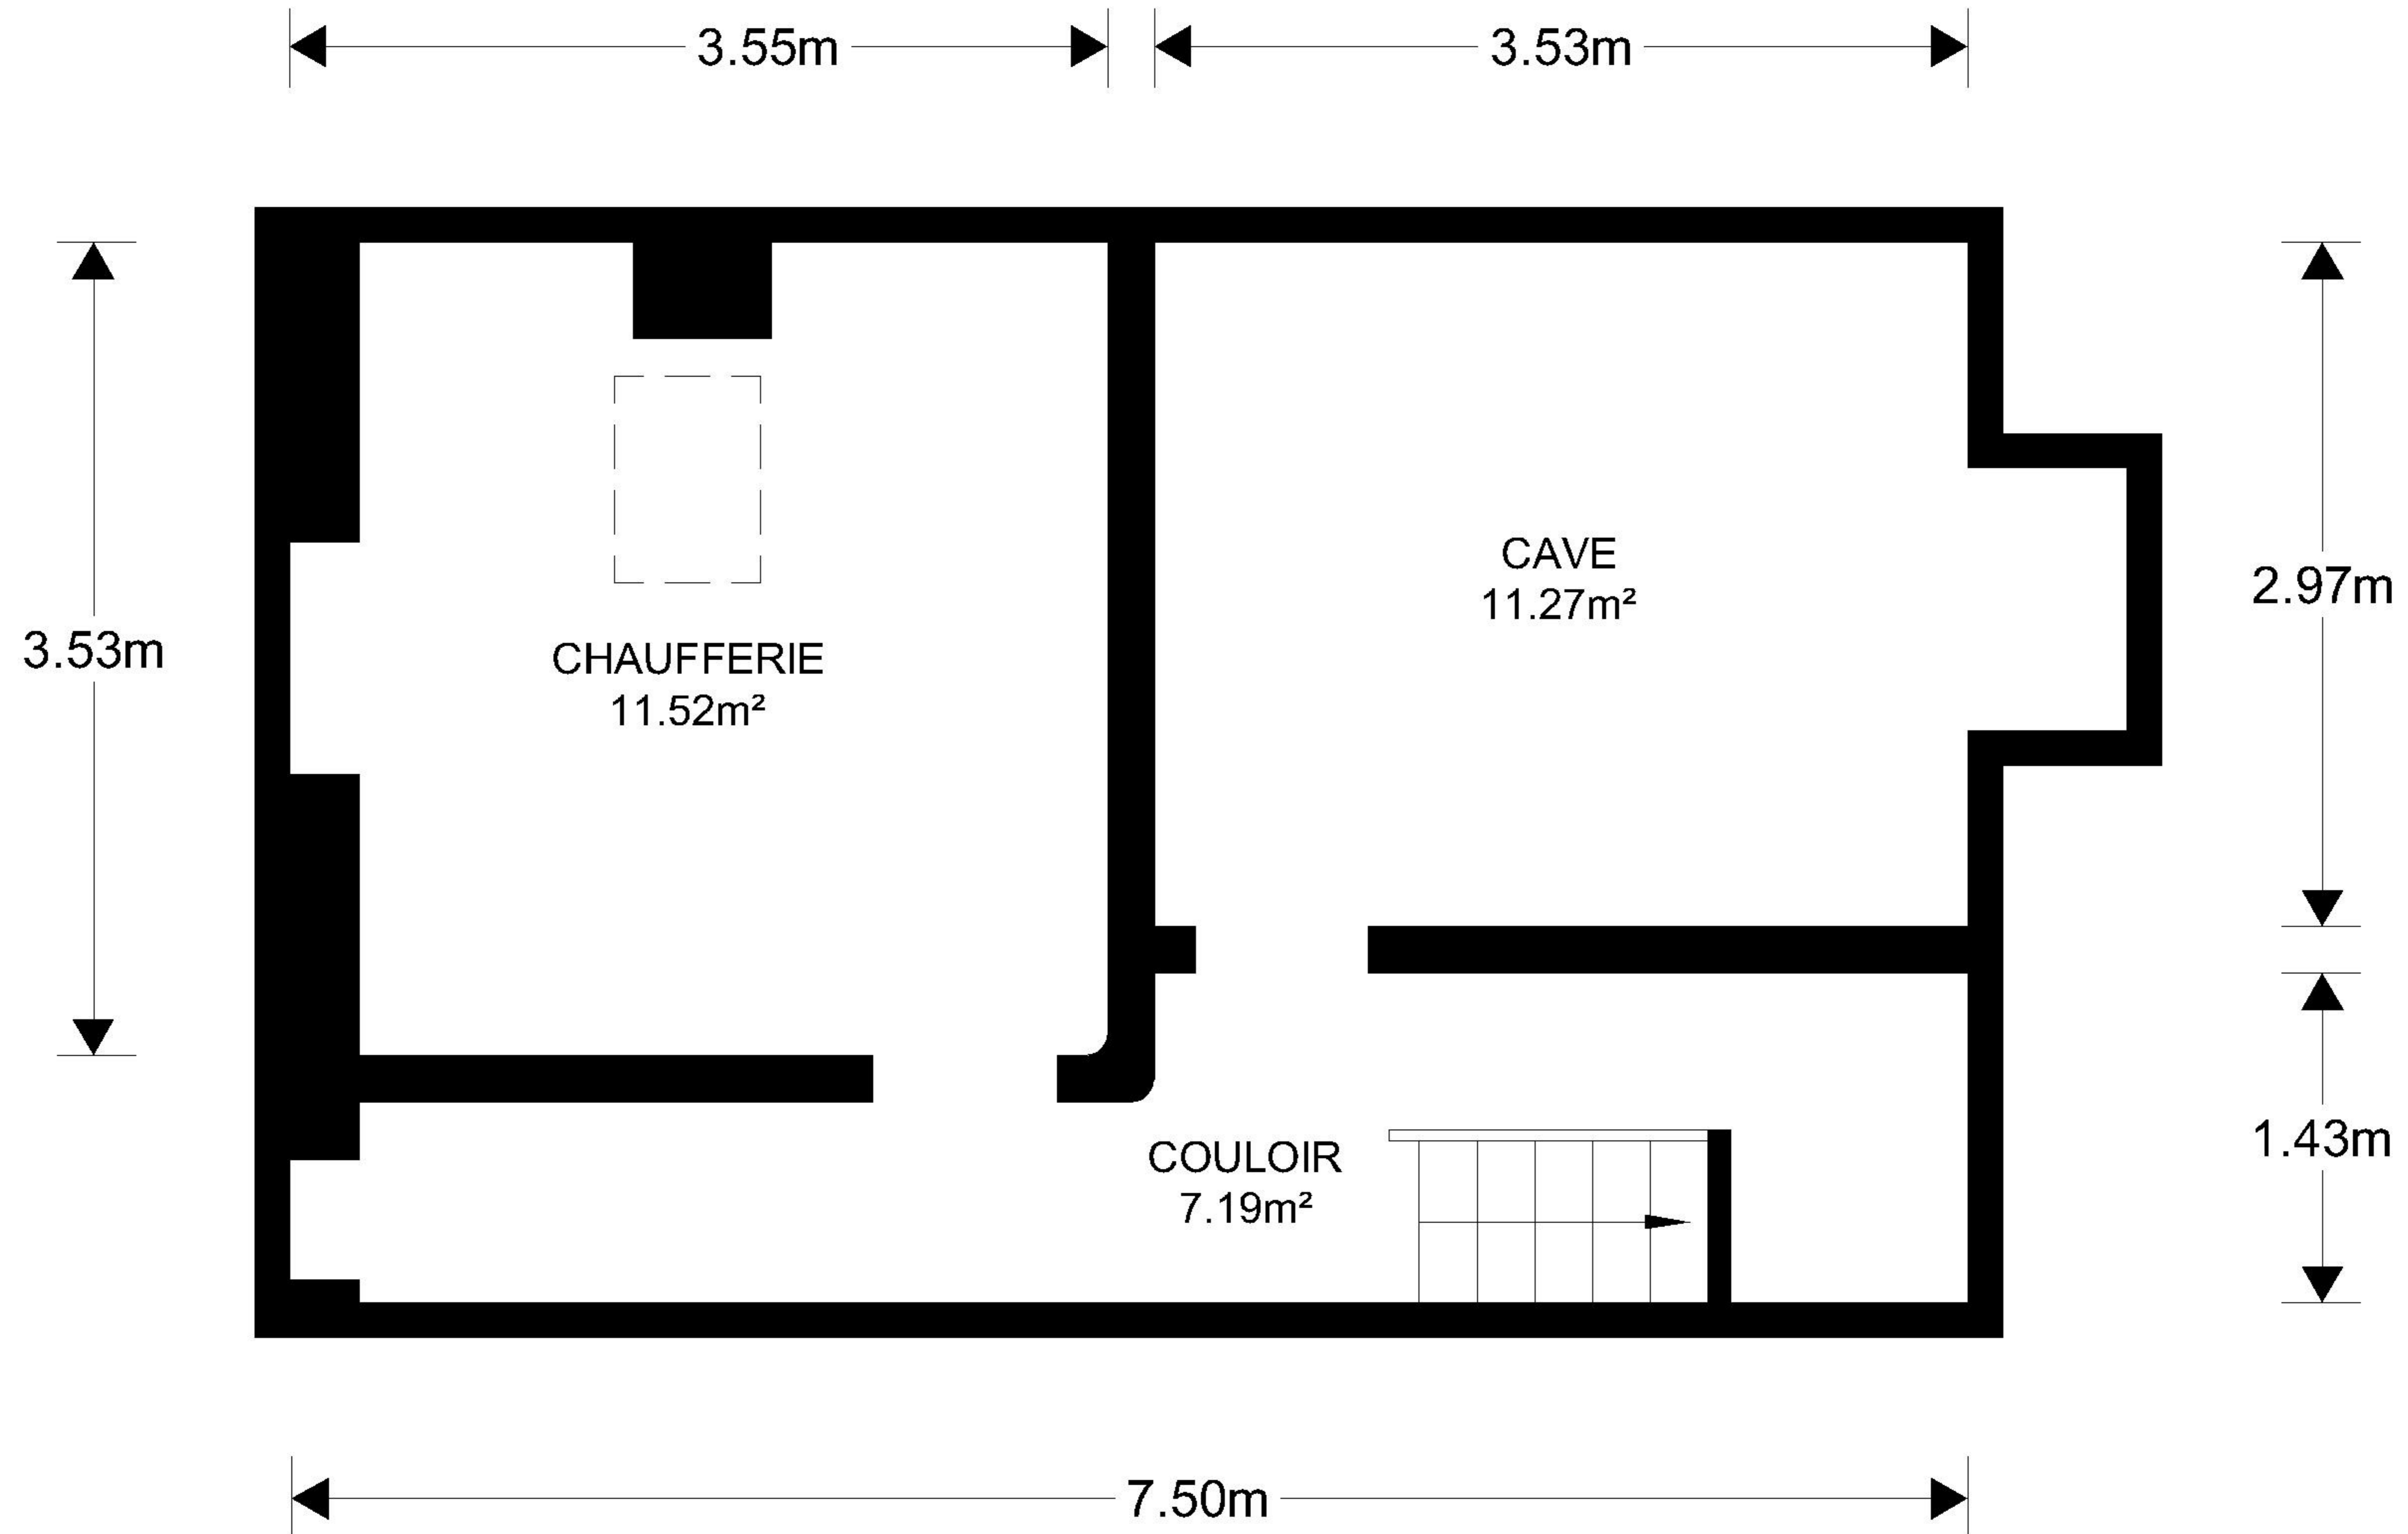 3.55m
3.53m
CAVE
11.27m²
2.97m
3.53m
CHAUFFERIE
11.52m²
COULOIR
7.19m²
1.43m
7.50m